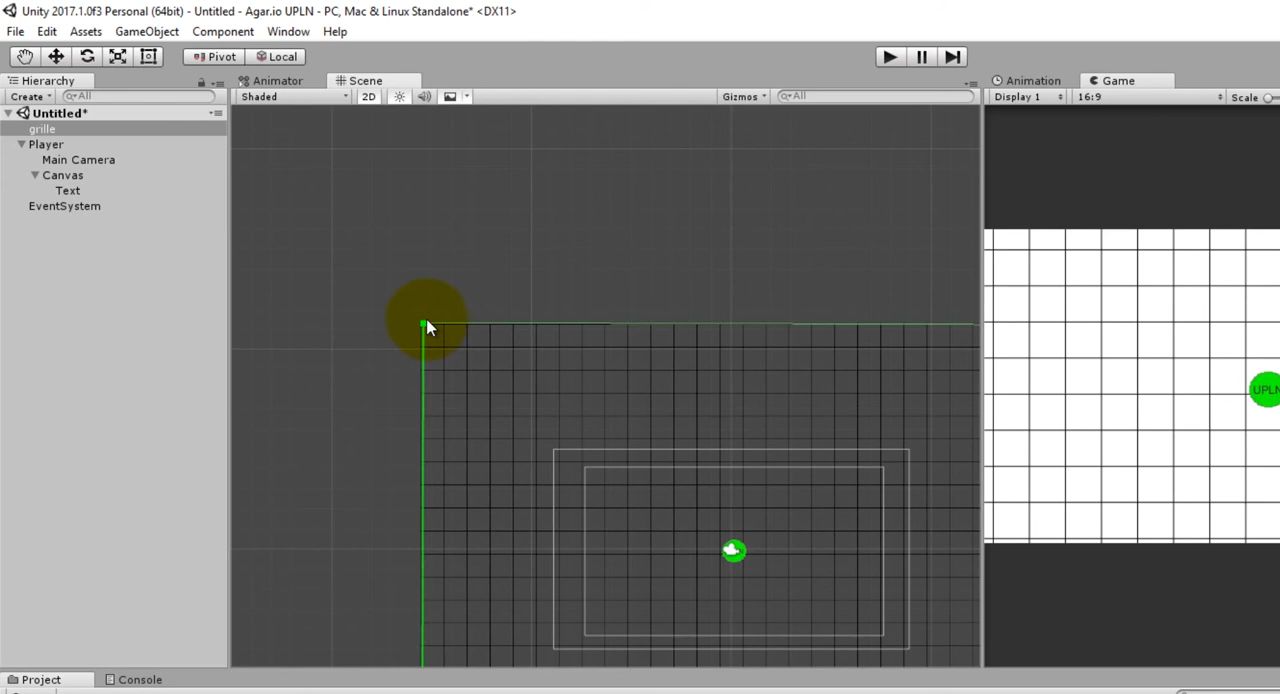 Unity 2017.1.0f3 Personal (64bit) - Untitled - Agar.io UPLN - PC, Mac & Linux Standalone* <DX11>
File Edit Assets GameObject Component Window Help
Pivot Local
Hierarchy Animator Scene Animation Game
Create All Shaded 2D Gizmos All Display 1 16:9 Scale
Untitled*
grille
Player
Main Camera
Canvas
Text
EventSystem
UPLN
Project Console